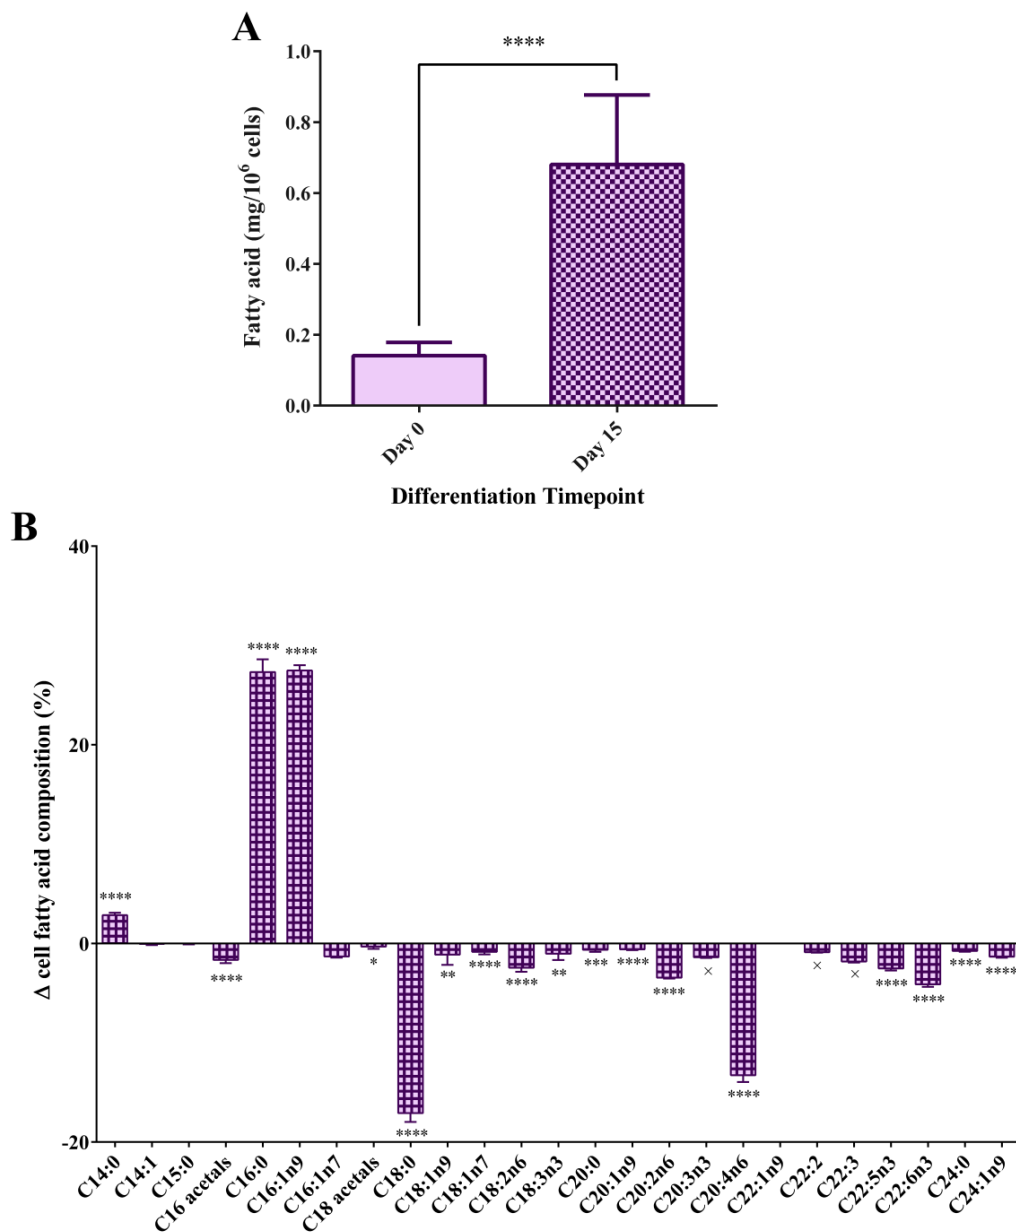 A
****
1.0
0.8
0.6
0.4
0.2
0.0
Fatty acid (mg/10⁶ cells)
Day 0
Day 15
Differentiation Timepoint
B
40
20
0
-20
Δ cell fatty acid composition (%)
****
****
****
****
*
****
**
****
****
**
***
****
****
×
****
×
×
****
****
****
****
C14:0
C14:1
C15:0
C16 acetals
C16:0
C16:1n9
C16:1n7
C18 acetals
C18:0
C18:1n9
C18:1n7
C18:2n6
C18:3n3
C20:0
C20:1n9
C20:2n6
C20:3n3
C20:4n6
C22:1n9
C22:2
C22:3
C22:5n3
C22:6n3
C24:0
C24:1n9